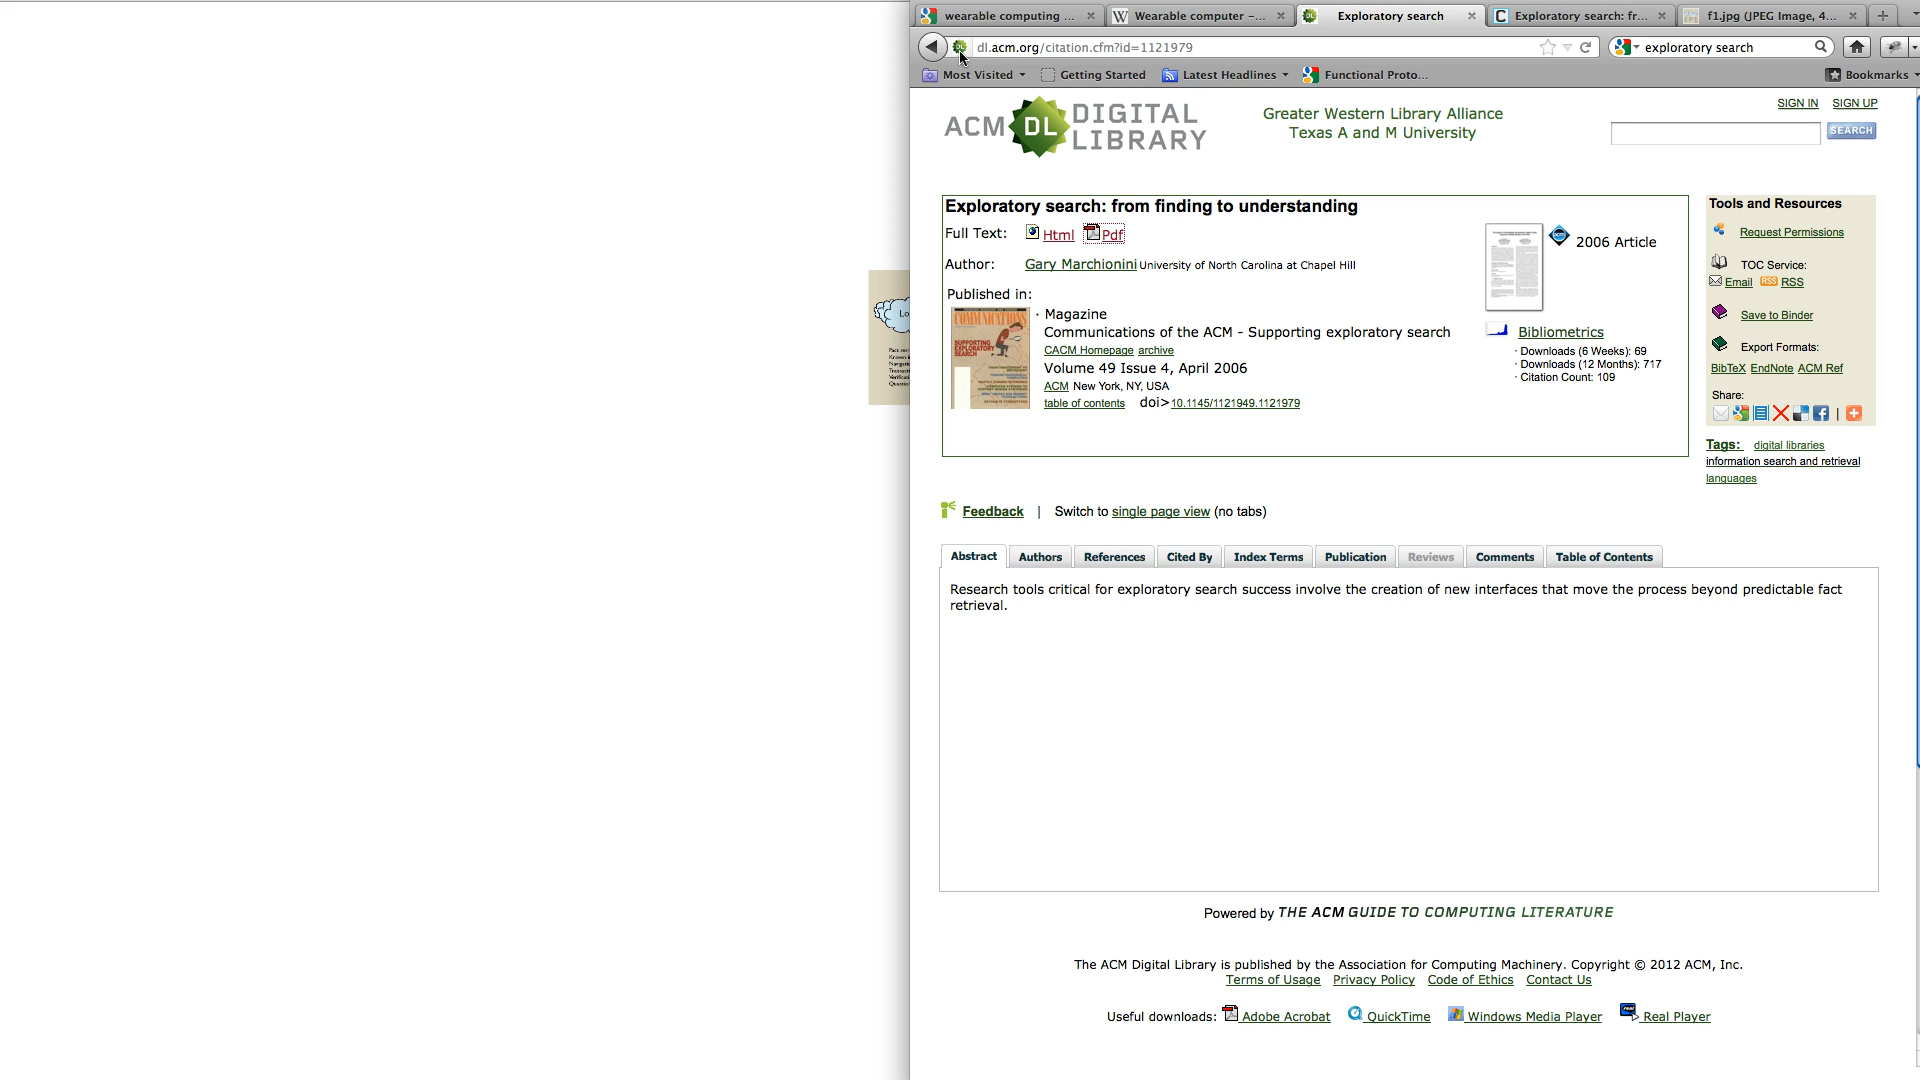 wearable computing ...
Wearable computer -...
Exploratory search
Exploratory search: fr...
f1.jpg (JPEG Image, 4...
dl.acm.org/citation.cfm?id=1121979
exploratory search
Most Visited
Getting Started
Latest Headlines
Functional Proto...
Bookmarks
ACM DL DIGITAL LIBRARY
Greater Western Library Alliance
Texas A and M University
SIGN IN SIGN UP
SEARCH
Exploratory search: from finding to understanding
Full Text: Html Pdf
Author: Gary Marchionini University of North Carolina at Chapel Hill
Published in:
COMMUNICATIONS
SUPPORTING
EXPLORATORY
SEARCH
· Magazine
Communications of the ACM - Supporting exploratory search
CACM Homepage archive
Volume 49 Issue 4, April 2006
ACM New York, NY, USA
table of contents doi>10.1145/1121949.1121979
2006 Article
Bibliometrics
· Downloads (6 Weeks): 69
· Downloads (12 Months): 717
· Citation Count: 109
Tools and Resources
Request Permissions
TOC Service:
Email RSS RSS
Save to Binder
Export Formats:
BibTeX EndNote ACM Ref
Share:
|
Tags: digital libraries
information search and retrieval
languages
Feedback | Switch to single page view (no tabs)
Abstract
Authors
References
Cited By
Index Terms
Publication
Reviews
Comments
Table of Contents
Research tools critical for exploratory search success involve the creation of new interfaces that move the process beyond predictable fact
retrieval.
Powered by THE ACM GUIDE TO COMPUTING LITERATURE
The ACM Digital Library is published by the Association for Computing Machinery. Copyright © 2012 ACM, Inc.
Terms of Usage Privacy Policy Code of Ethics Contact Us
Useful downloads: Adobe Acrobat QuickTime Windows Media Player Real Player